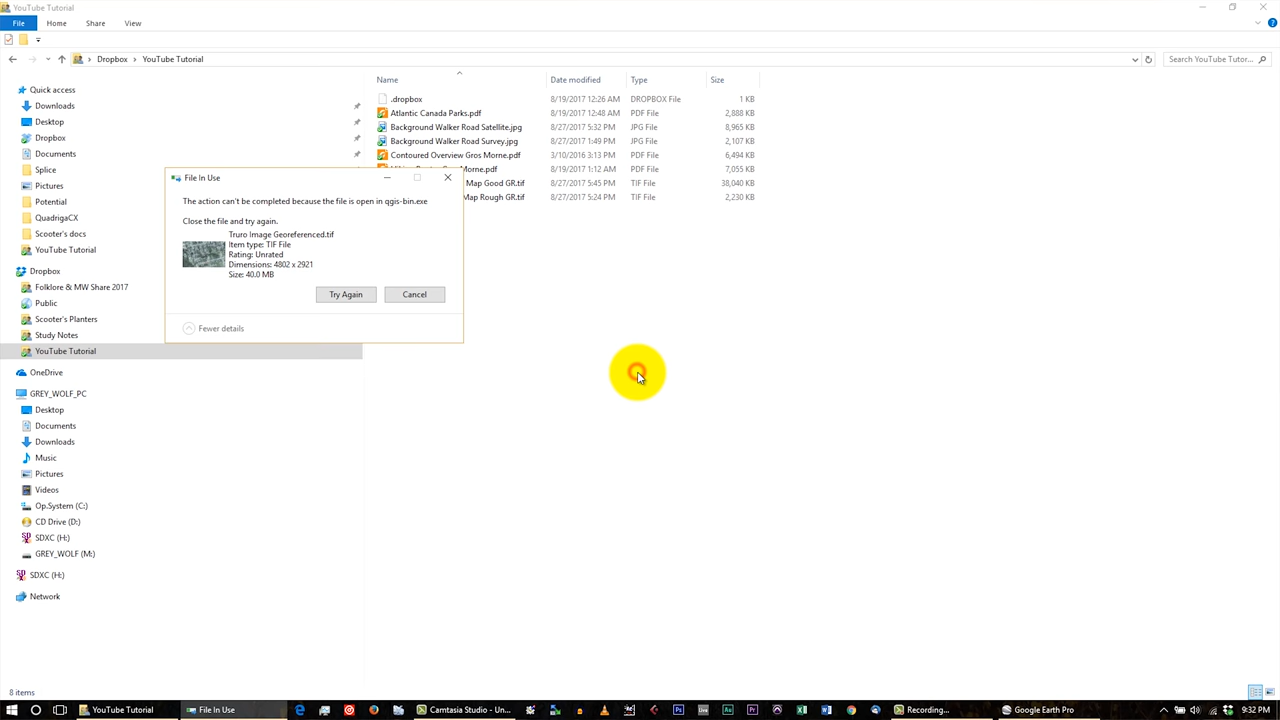 YouTube Tutorial
File Home Share View
Dropbox YouTube Tutorial Search YouTube Tutor...
Name Date modified Type Size
Quick access
Downloads
Desktop
Dropbox
Documents
Splice
Pictures
Potential
QuadrigaCX
Scooter's docs
YouTube Tutorial
Dropbox
Folklore & MW Share 2017
Public
Scooter's Planters
Study Notes
YouTube Tutorial
OneDrive
GREY_WOLF_PC
Desktop
Documents
Downloads
Music
Pictures
Videos
Op.System (C:)
CD Drive (D:)
SDXC (H:)
GREY_WOLF (M:)
SDXC (H:)
Network
.dropbox 8/19/2017 12:26 AM DROPBOX File 1 KB
Atlantic Canada Parks.pdf 8/19/2017 12:48 AM PDF File 2,888 KB
Background Walker Road Satellite.jpg 8/27/2017 5:32 PM JPG File 8,965 KB
Background Walker Road Survey.jpg 8/27/2017 1:49 PM JPG File 2,107 KB
Contoured Overview Gros Morne.pdf 3/10/2016 3:13 PM PDF File 6,494 KB
Morne.pdf 8/19/2017 1:12 AM PDF File 7,055 KB
Map Good GR.tif 8/27/2017 5:45 PM TIF File 38,040 KB
Map Rough GR.tif 8/27/2017 5:24 PM TIF File 2,230 KB
File In Use
The action can't be completed because the file is open in qgis-bin.exe
Close the file and try again.
Truro Image Georeferenced.tif
Item type: TIF File
Rating: Unrated
Dimensions: 4802 x 2921
Size: 40.0 MB
Try Again Cancel
Fewer details
8 items
YouTube Tutorial File In Use Camtasia Studio - Un... Recording... Google Earth Pro 9:32 PM